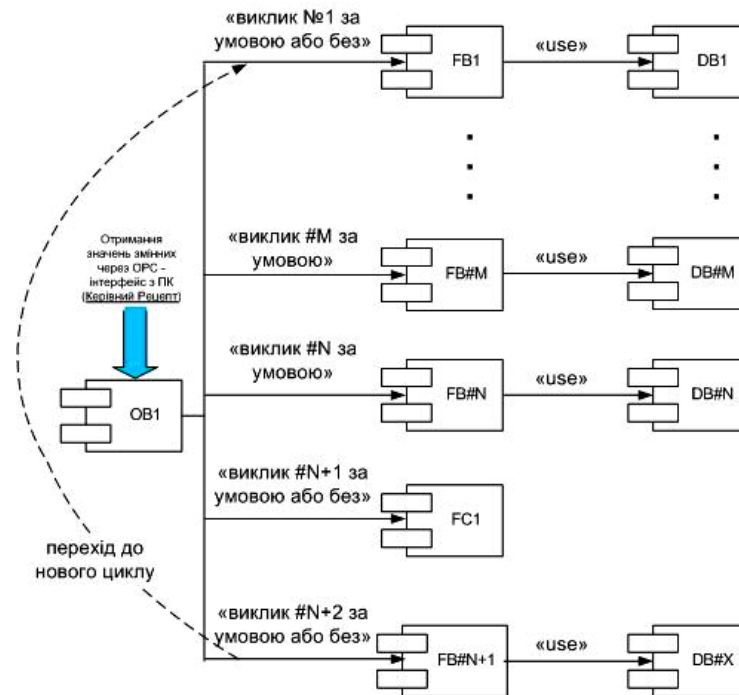 «виклик №1 за
умовою або без»
FB1
«use»
DB1
«виклик #M за
умовою»
FB#M
«use»
DB#M
Отримання
значень змінних
через OPC -
інтерфейс з ПК
(Керівний Рецепт)
«виклик #N за
умовою»
FB#N
«use»
DB#N
OB1
«виклик #N+1 за
умовою або без»
FC1
перехід до
нового циклу
«виклик #N+2 за
умовою або без»
FB#N+1
«use»
DB#X